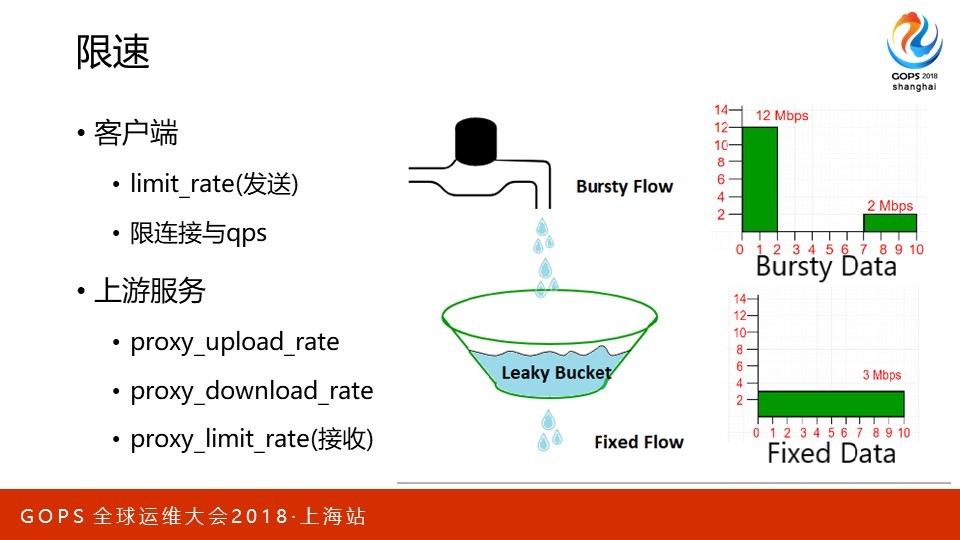 限速
GOPS 2018
shanghai
• 客户端
• limit_rate(发送)
• 限连接与qps
• 上游服务
• proxy_upload_rate
• proxy_download_rate
• proxy_limit_rate(接收)
Bursty Flow
Leaky Bucket
Fixed Flow
14
12
10
8
6
4
2
12 Mbps
2 Mbps
0 1 2 3 4 5 6 7 8 9 10
Bursty Data
14
12
10
8
6
4
2
3 Mbps
0 1 2 3 4 5 6 7 8 9 10
Fixed Data
GOPS 全球运维大会2018·上海站